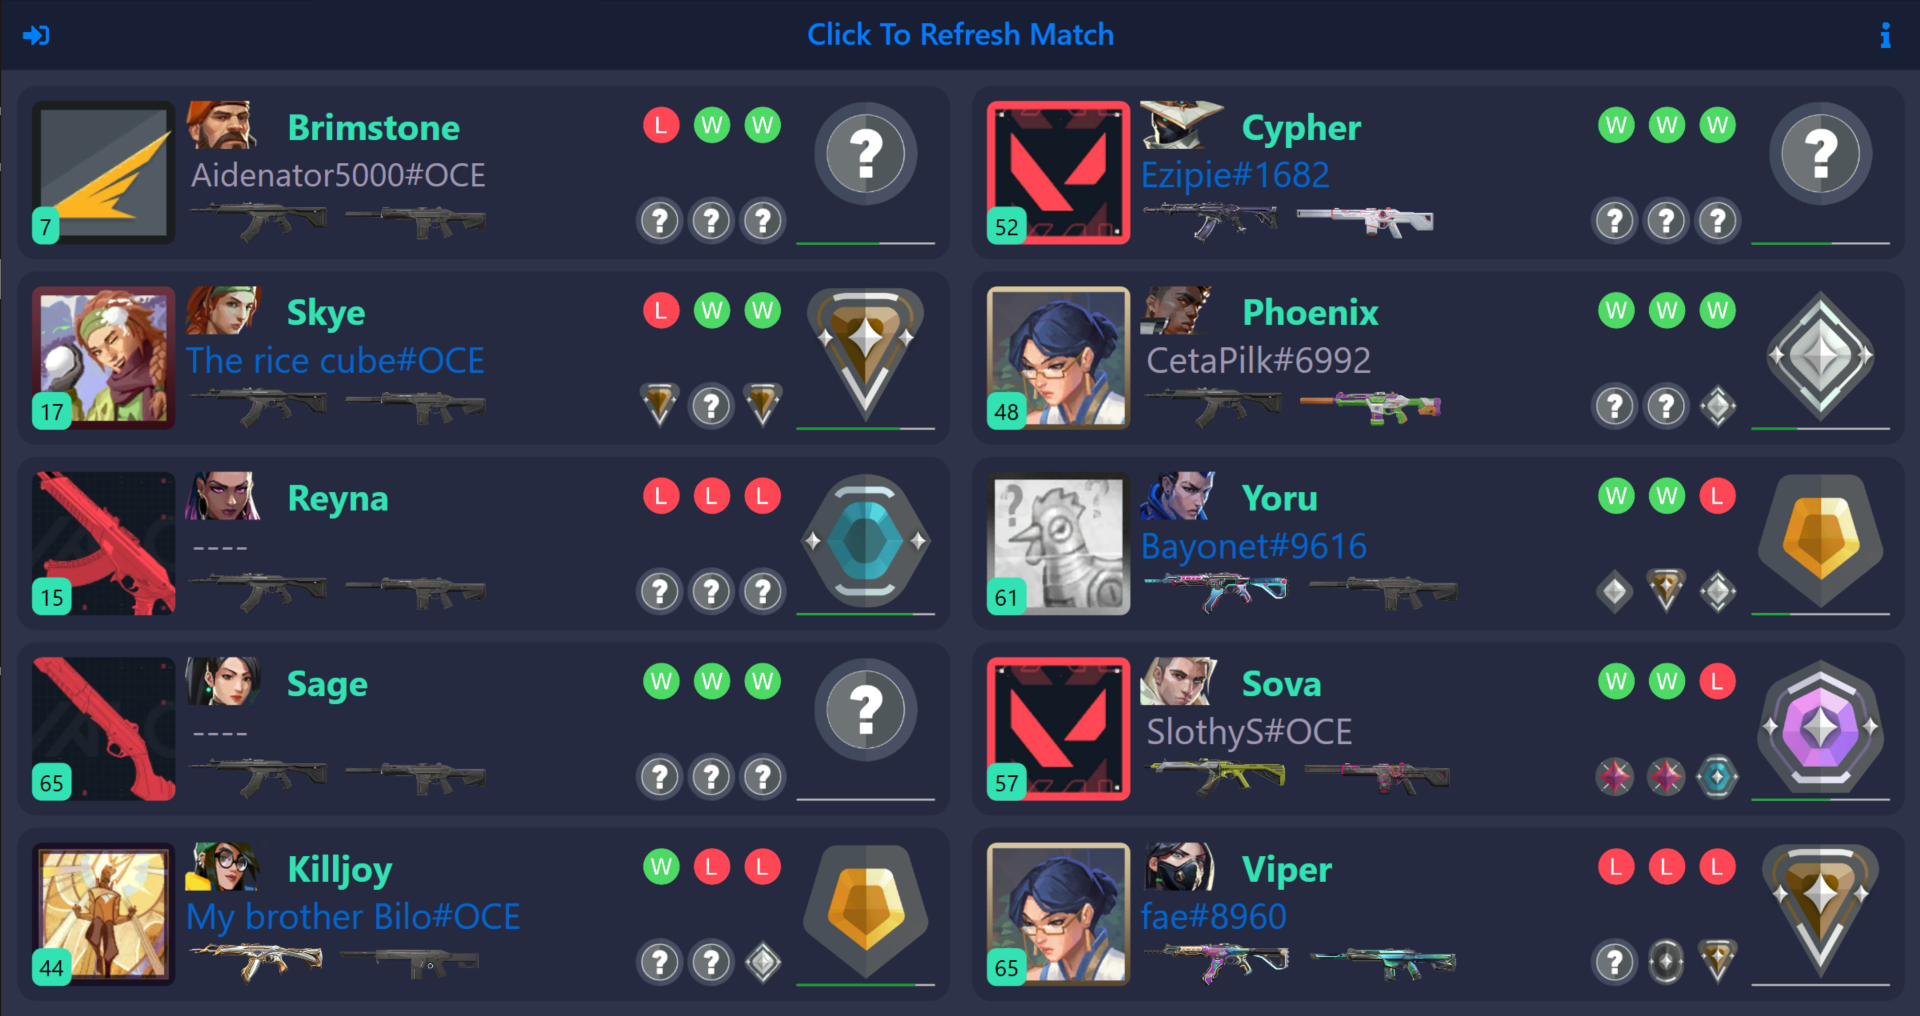 Click To Refresh Match
Brimstone
L W W
Aidenator5000#OCE
7
? ? ?
?
Skye
L W W
The rice cube#OCE
17
?
Reyna
L L L
----
15
? ? ?
Sage
W W W
----
65
? ? ?
?
Killjoy
W L L
My brother Bilo#OCE
44
? ?
Cypher
W W W
Ezipie#1682
52
? ? ?
?
Phoenix
W W W
CetaPilk#6992
48
? ?
Yoru
W W L
Bayonet#9616
61
Sova
W W L
SlothyS#OCE
57
Viper
L L L
fae#8960
65
?